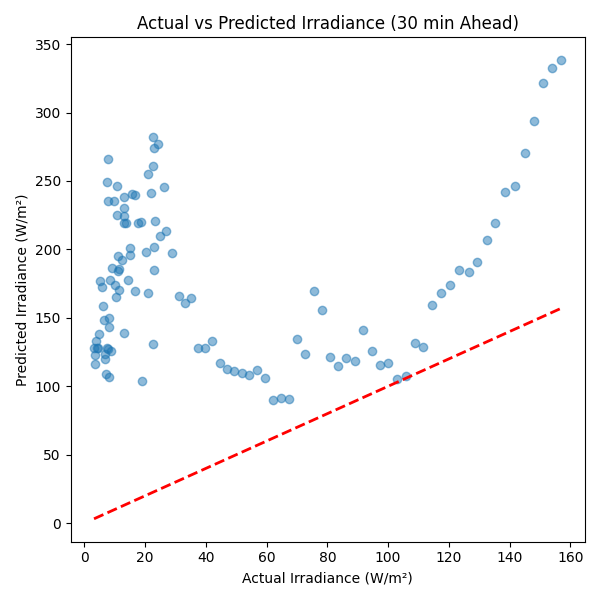 Actual vs Predicted Irradiance (30 min Ahead)
350
300
250
200
150
100
50
0
Predicted Irradiance (W/m²)
0 20 40 60 80 100 120 140 160
Actual Irradiance (W/m²)